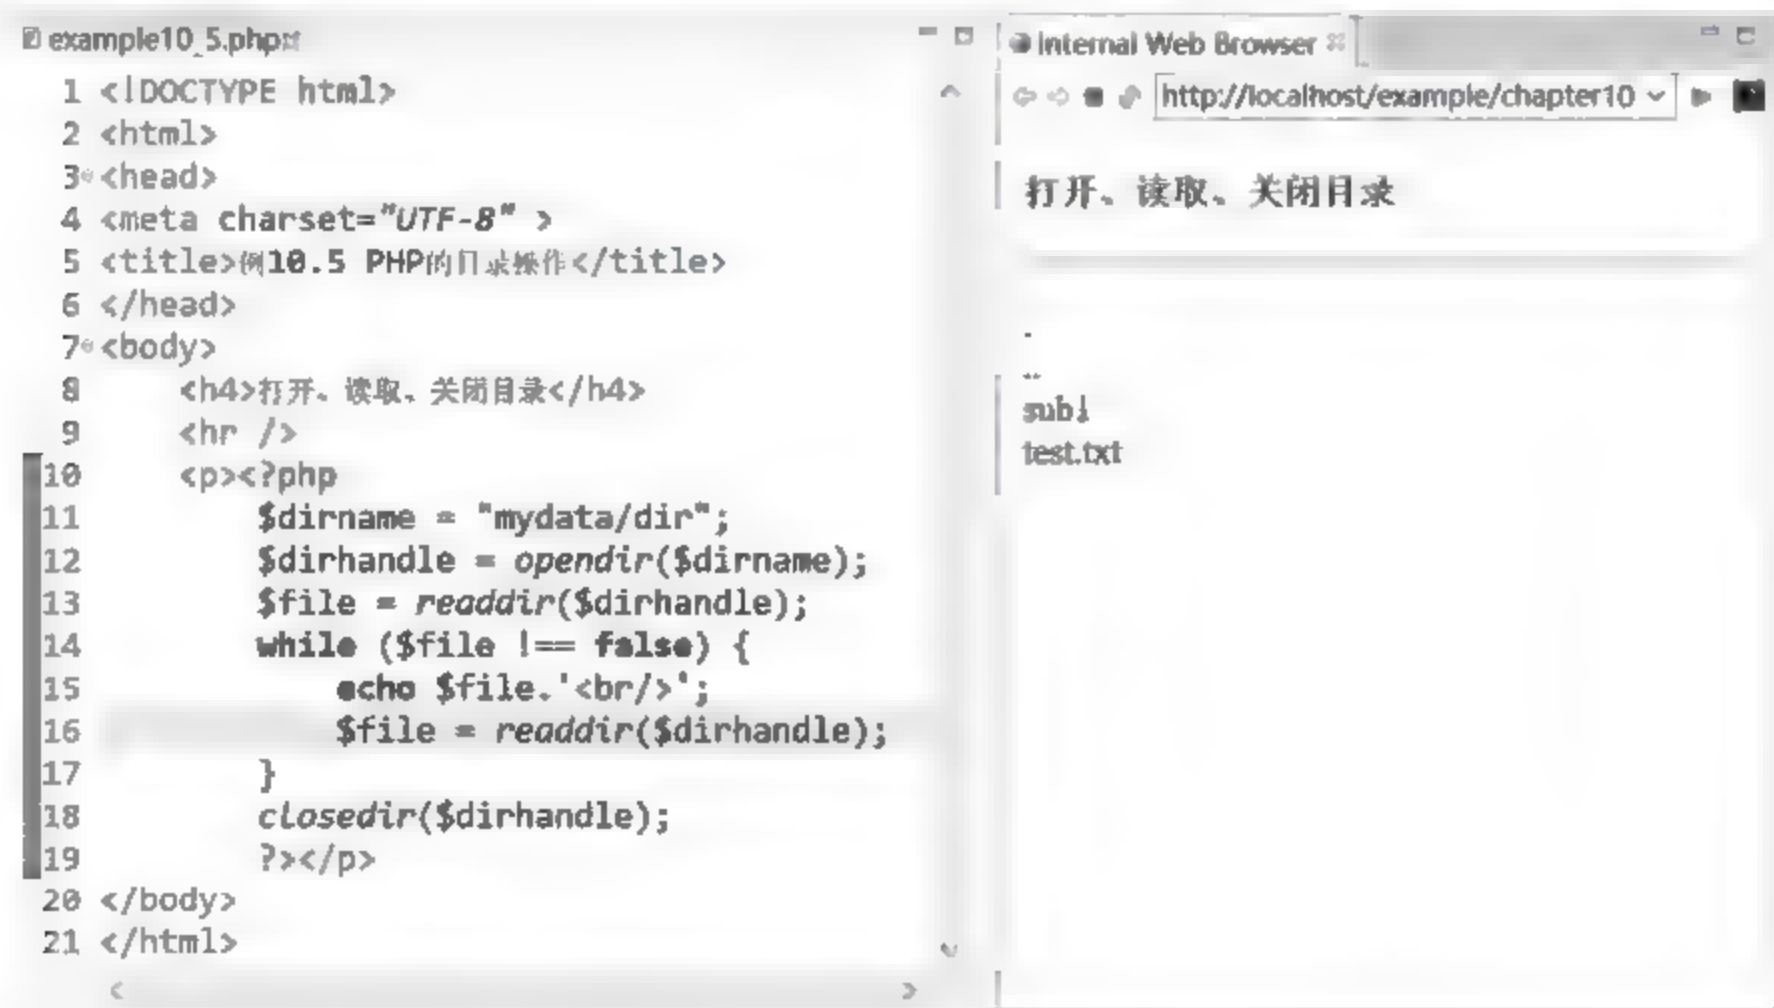 example10_5.php
1 <!DOCTYPE html>
2 <html>
3 <head>
4 <meta charset="UTF-8" >
5 <title>例10.5 PHP的目录操作</title>
6 </head>
7 <body>
8 <h4>打开、读取、关闭目录</h4>
9 <hr />
10 <p><?php
11 $dirname = "mydata/dir";
12 $dirhandle = opendir($dirname);
13 $file = readdir($dirhandle);
14 while ($file !== false) {
15 echo $file.'<br/>';
16 $file = readdir($dirhandle);
17 }
18 closedir($dirhandle);
19 ?></p>
20 </body>
21 </html>
Internal Web Browser
http://localhost/example/chapter10
打开、读取、关闭目录
.
..
sub1
test.txt